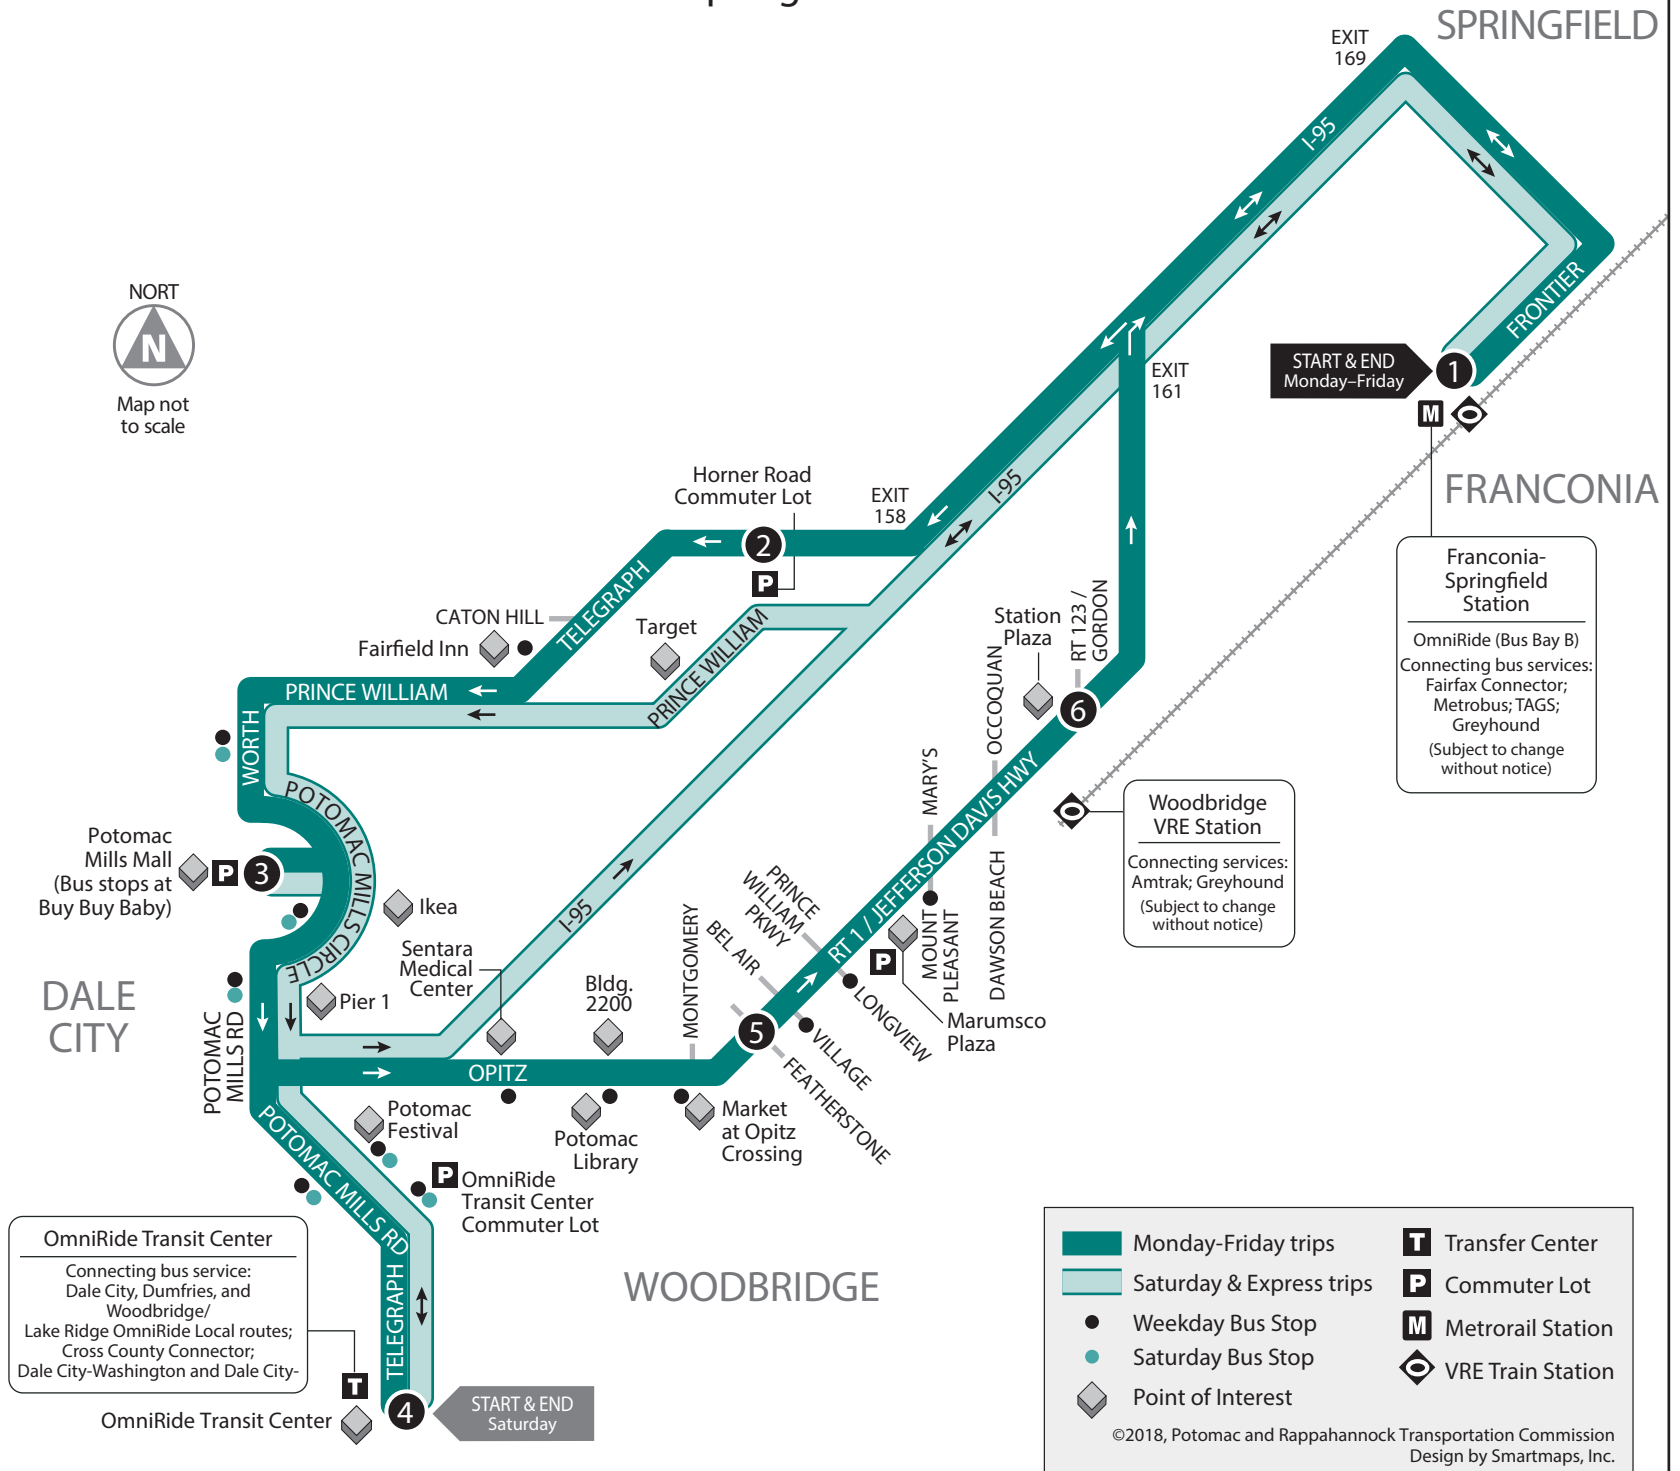 SPRINGFIELD
EXIT
169
I-95
FRONTIER
NORT
N
Map not
to scale
START & END
Monday–Friday
1
M
EXIT
161
FRANCONIA
Horner Road
Commuter Lot
EXIT
158
I-95
2
P
Franconia-
Springfield
Station
OmniRide (Bus Bay B)
Connecting bus services:
Fairfax Connector;
Metrobus; TAGS;
Greyhound
(Subject to change
without notice)
CATON HILL
TELEGRAPH
Fairfield Inn
Target
PRINCE WILLIAM
PRINCE WILLIAM
Station
Plaza
RT 123 /
GORDON
OCCOQUAN
6
WORTH
MARY'S
RT 1 / JEFFERSON DAVIS HWY
Woodbridge
VRE Station
Connecting services:
Amtrak; Greyhound
(Subject to change
without notice)
POTOMAC MILLS CIRCLE
Potomac
Mills Mall
(Bus stops at
Buy Buy Baby)
P
3
Ikea
I-95
PRINCE
WILLIAM
PKWY
BEL AIR
MONTGOMERY
MOUNT
PLEASANT
DAWSON BEACH
P
Sentara
Medical
Center
Bldg.
2200
DALE
CITY
Pier 1
LONGVIEW
Marumsco
Plaza
5
VILLAGE
FEATHERSTONE
POTOMAC
MILLS RD
OPITZ
Potomac
Festival
Potomac
Library
Market
at Opitz
Crossing
POTOMAC MILLS RD
P
OmniRide
Transit Center
Commuter Lot
OmniRide Transit Center
Connecting bus service:
Dale City, Dumfries, and
Woodbridge/
Lake Ridge OmniRide Local routes;
Cross County Connector;
Dale City-Washington and Dale City-
TELEGRAPH
WOODBRIDGE
T
OmniRide Transit Center
4
START & END
Saturday
Monday-Friday trips
Saturday & Express trips
Weekday Bus Stop
Saturday Bus Stop
Point of Interest
T Transfer Center
P Commuter Lot
M Metrorail Station
VRE Train Station
©2018, Potomac and Rappahannock Transportation Commission
Design by Smartmaps, Inc.